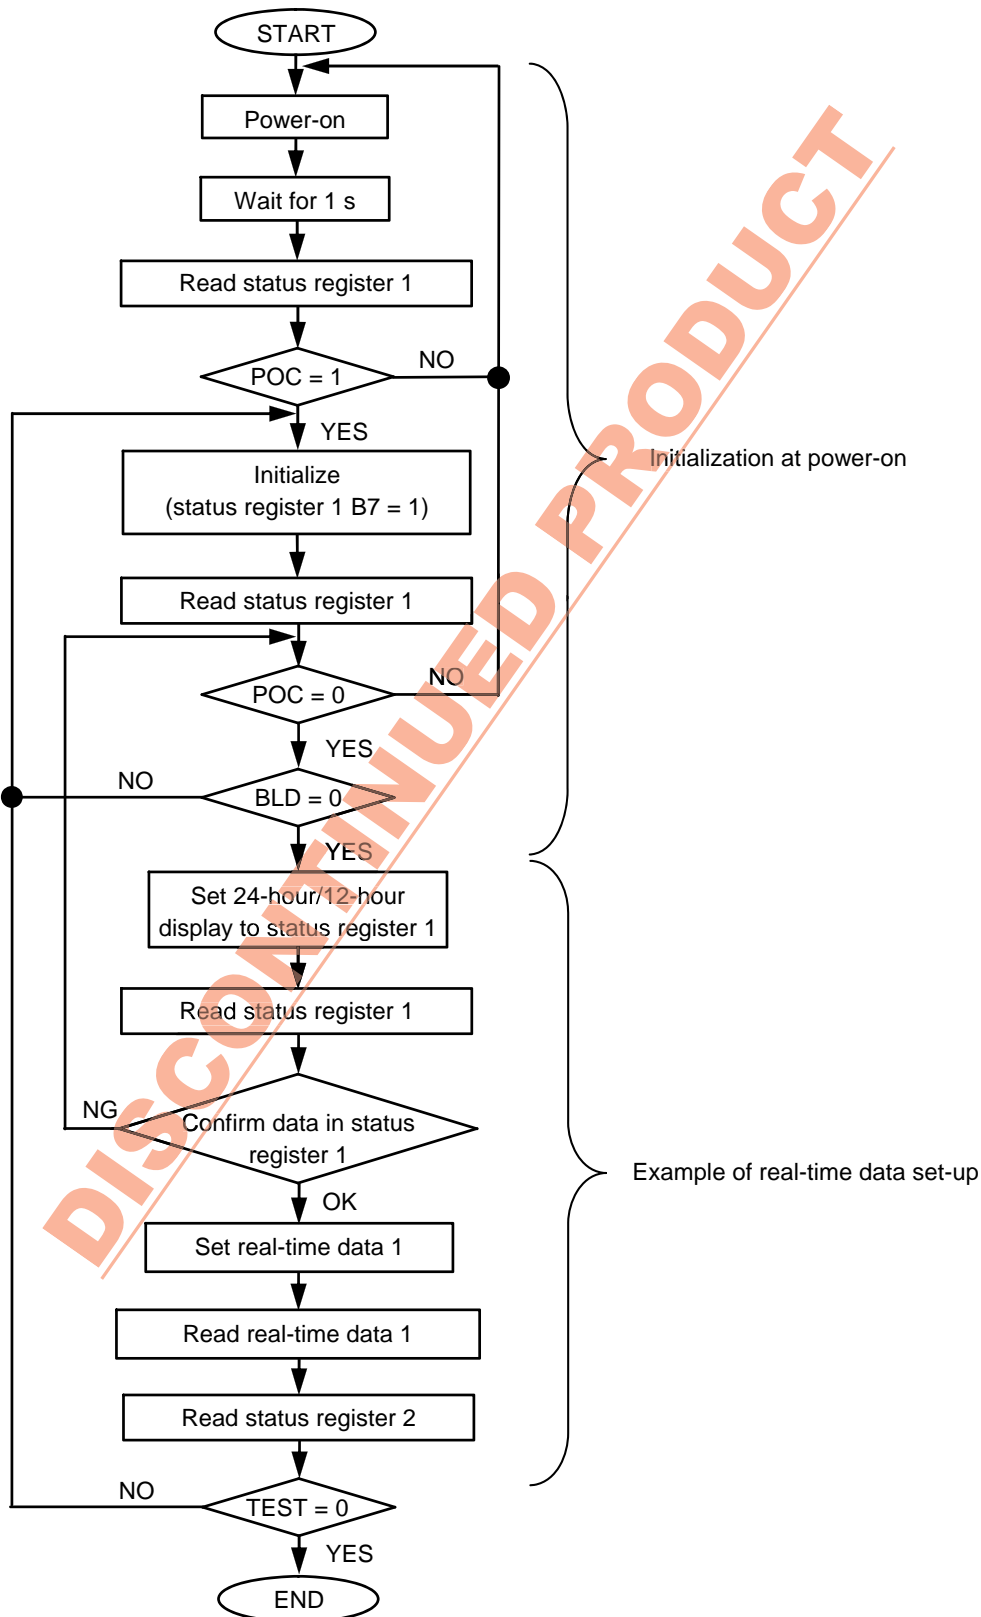 START
Power-on
Wait for 1 s
Read status register 1
POC = 1
NO
YES
Initialize
(status register 1 B7 = 1)
Initialization at power-on
Read status register 1
POC = 0
NO
YES
BLD = 0
NO
YES
Set 24-hour/12-hour
display to status register 1
Read status register 1
NG
Confirm data in status
register 1
OK
Example of real-time data set-up
Set real-time data 1
Read real-time data 1
Read status register 2
NO
TEST = 0
YES
END
DISCONTINUED PRODUCT